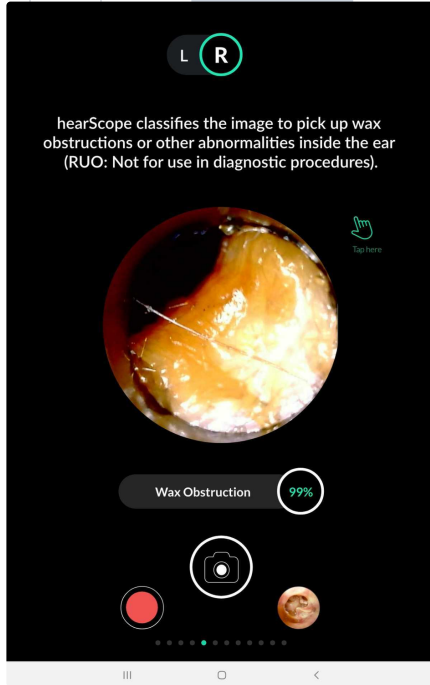 L R
hearScope classifies the image to pick up wax
obstructions or other abnormalities inside the ear
(RUO: Not for use in diagnostic procedures).
Tap here
Wax Obstruction 99%